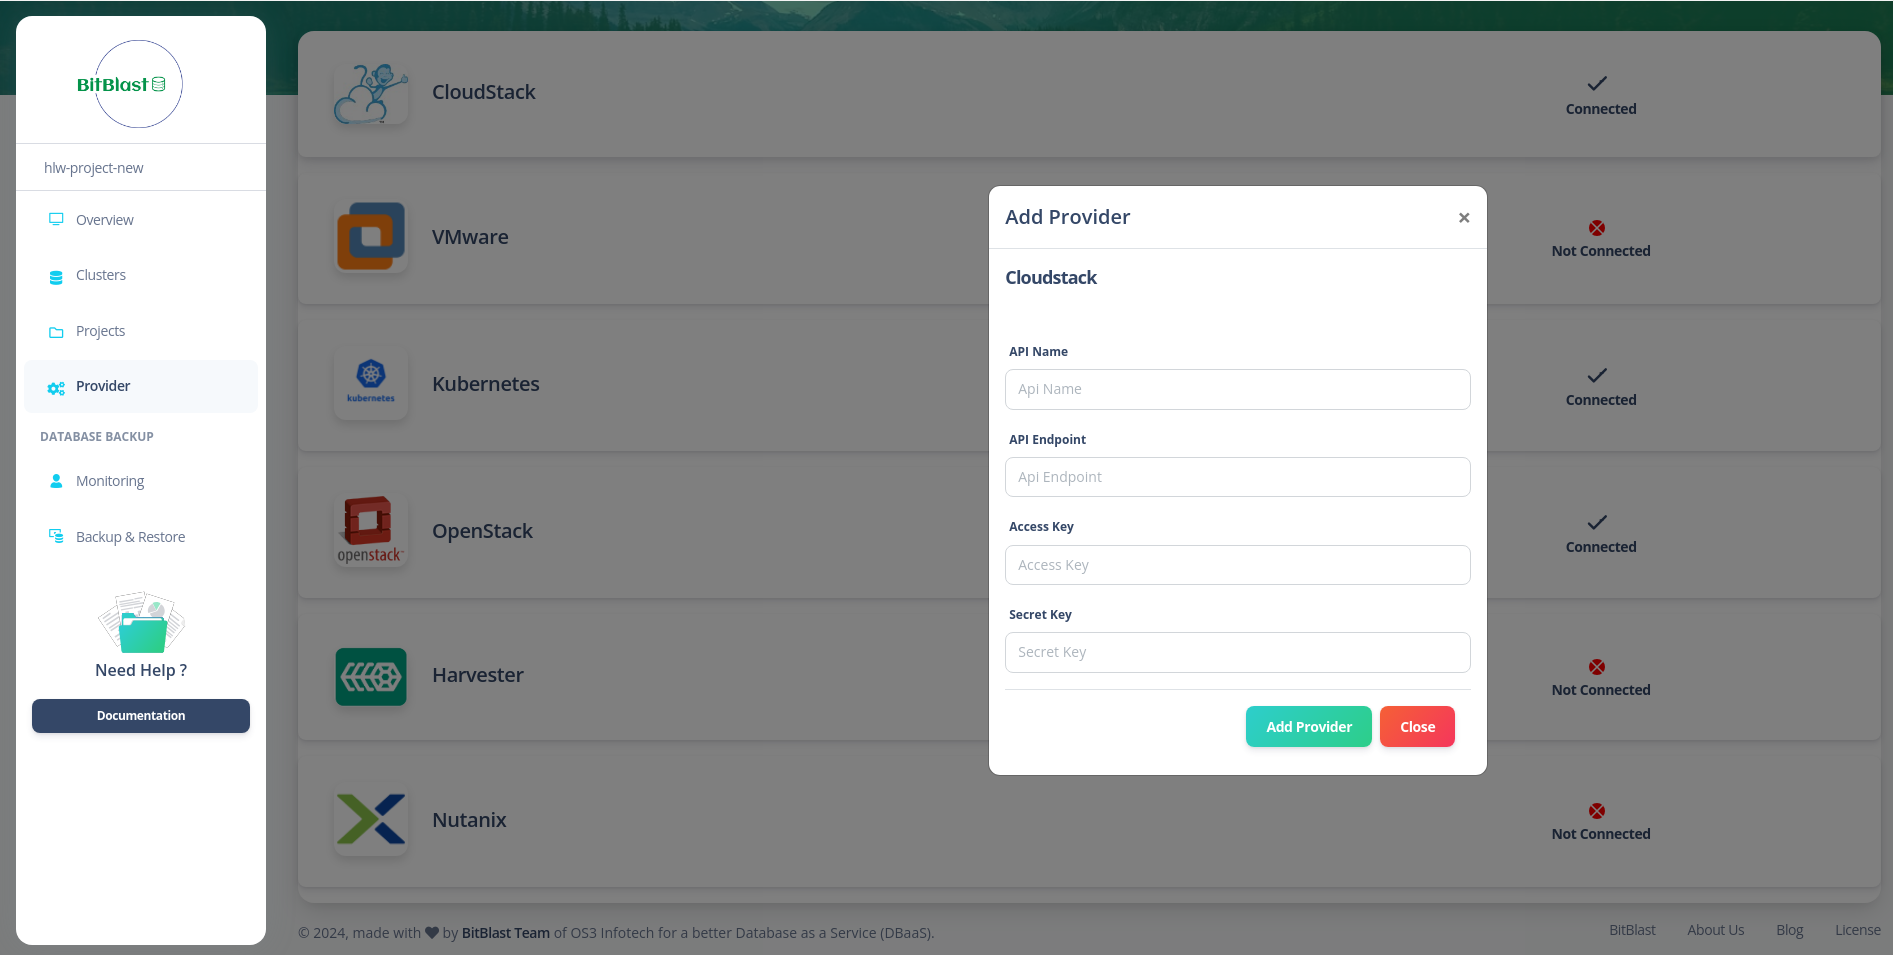 BitBlast
hlw-project-new
Overview
Clusters
Projects
Provider
DATABASE BACKUP
Monitoring
Backup & Restore
Need Help ?
Documentation
CloudStack
Connected
VMware
Not Connected
kubernetes
Kubernetes
Connected
openstack
OpenStack
Connected
Harvester
Not Connected
Nutanix
Not Connected
Add Provider
×
Cloudstack
API Name
Api Name
API Endpoint
Api Endpoint
Access Key
Access Key
Secret Key
Secret Key
Add Provider
Close
© 2024, made with by BitBlast Team of OS3 Infotech for a better Database as a Service (DBaaS).
BitBlast
About Us
Blog
License